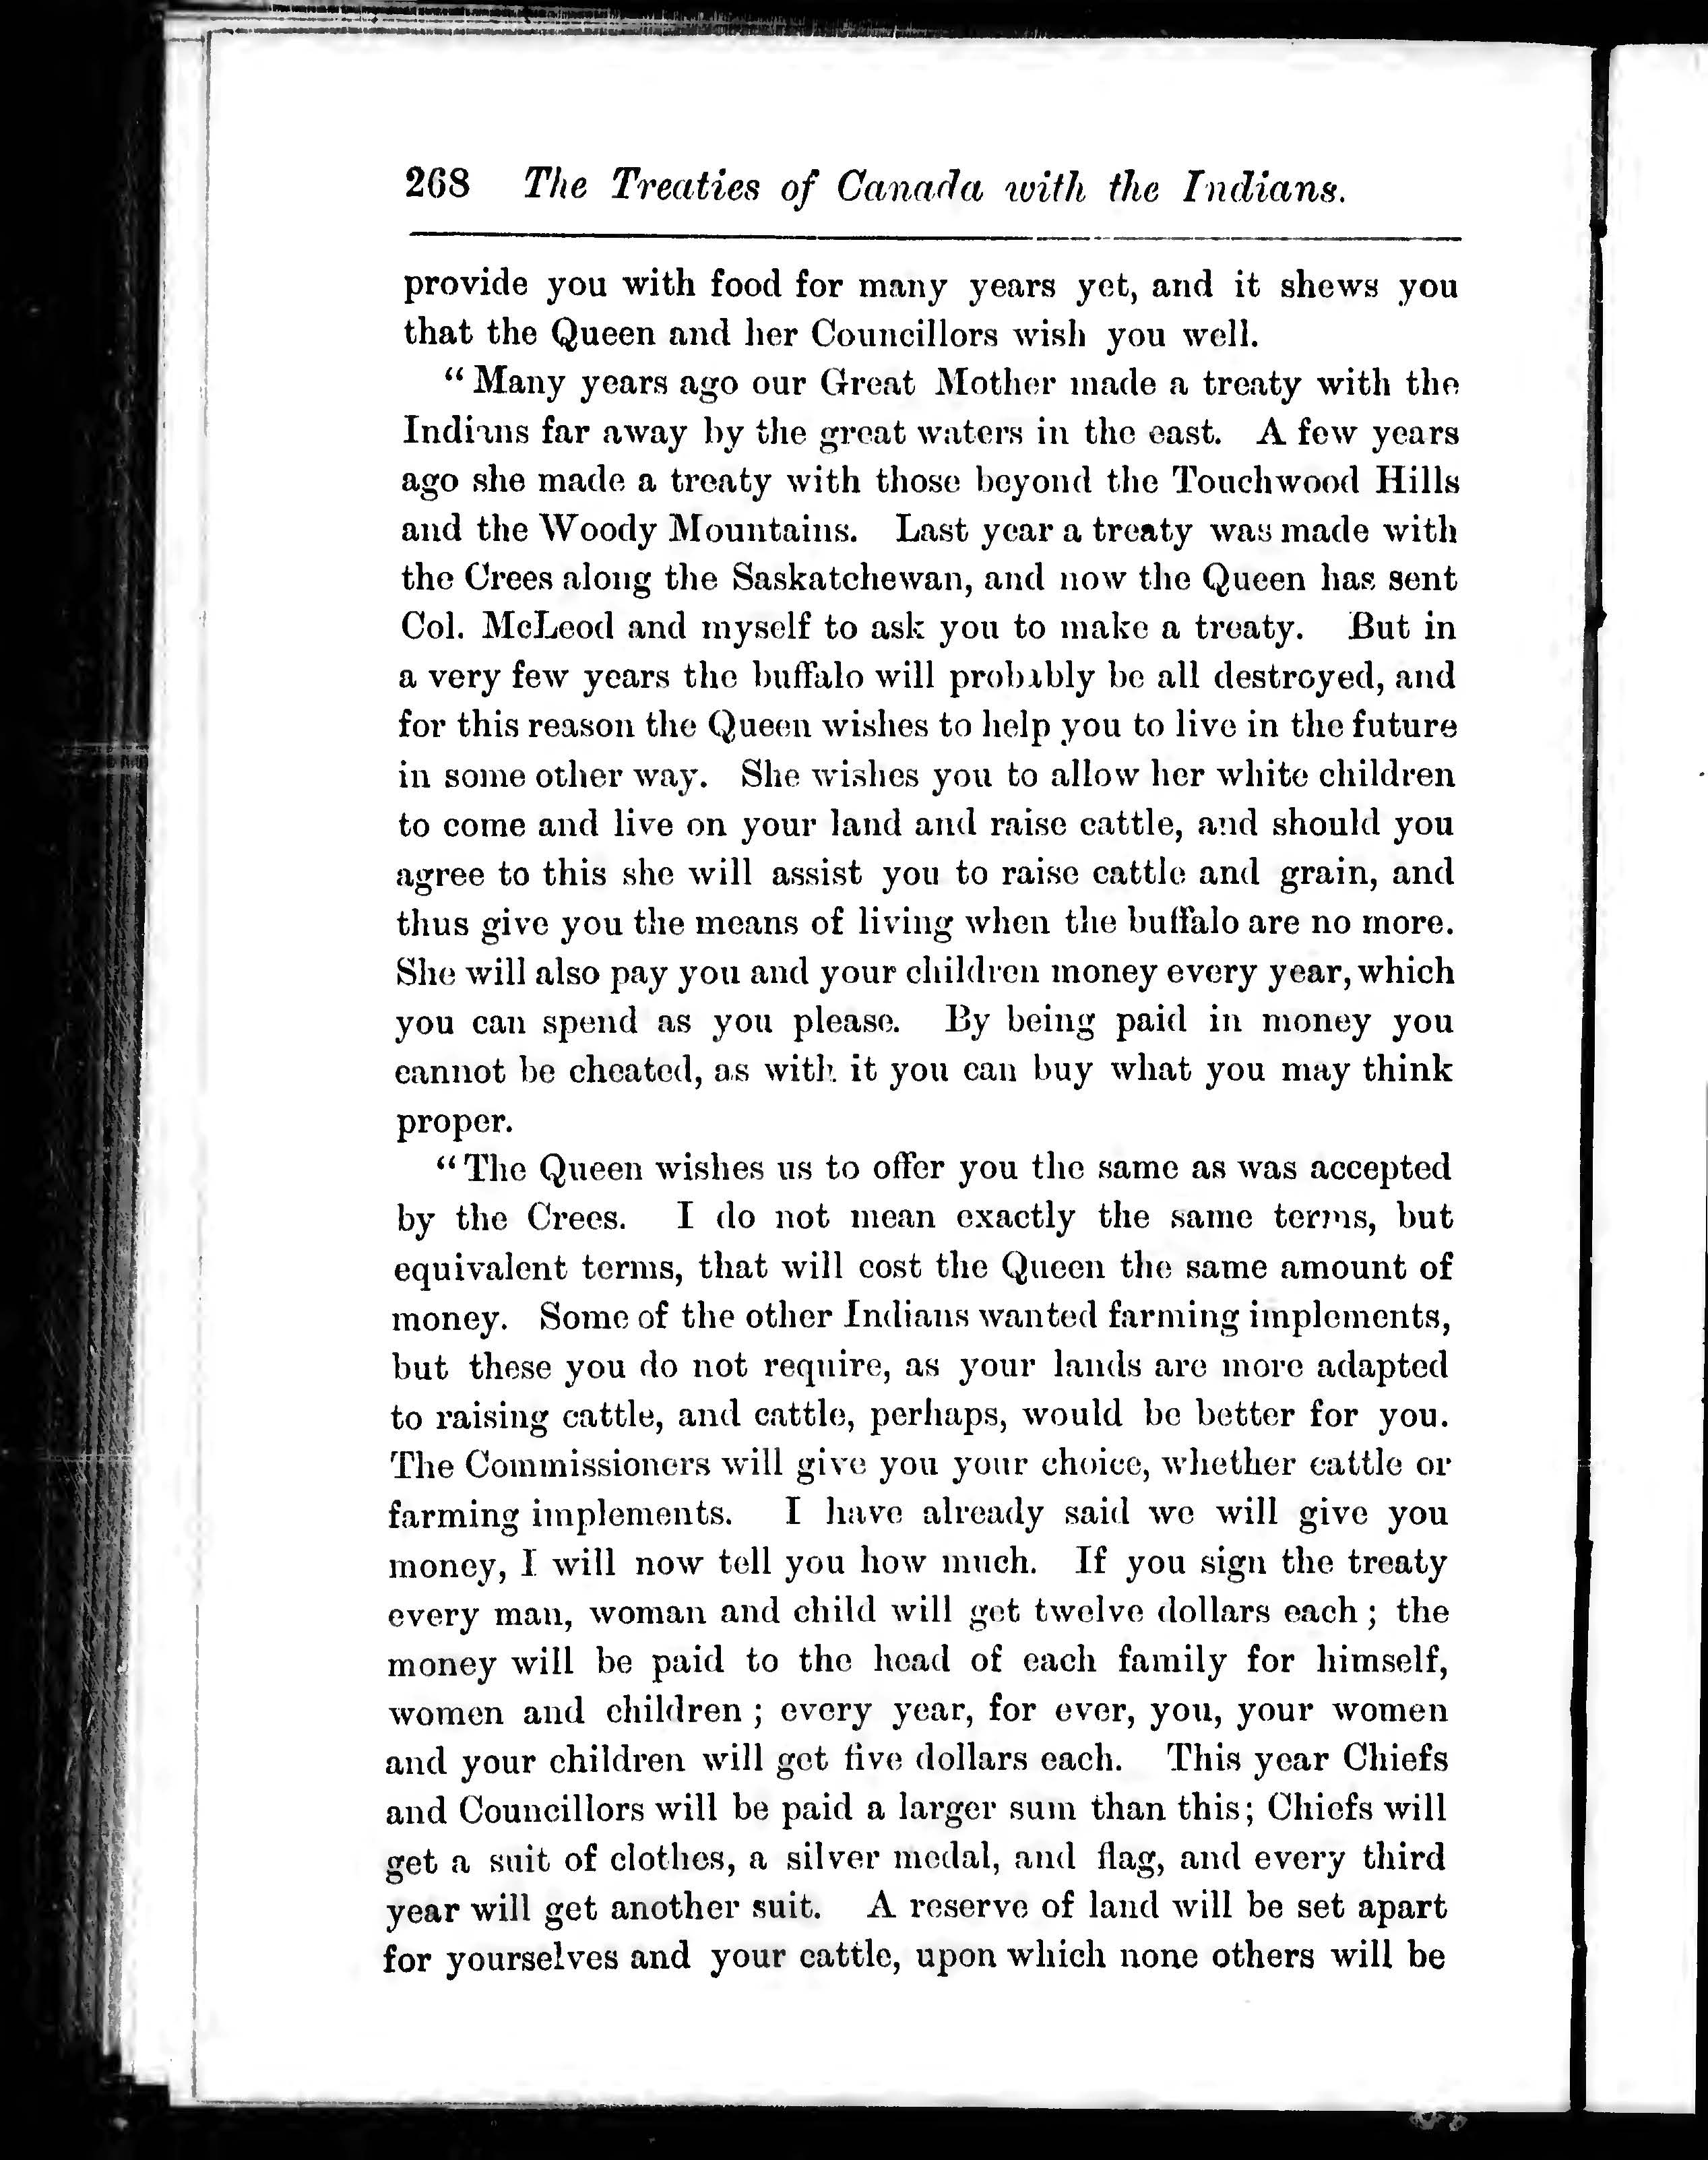 268 The Treaties of Canada with the Indians.
provide you with food for many years yet, and it shews you
that the Queen and her Councillors wish you well.
“Many years ago our Great Mother made a treaty with the
Indians far away by the great waters in the east. A few years
ago she made a treaty with those beyond the Touchwood Hills
and the Woody Mountains. Last year a treaty was made with
the Crees along the Saskatchewan, and now the Queen has sent
Col. McLeod and myself to ask you to make a treaty. But in
a very few years the buffalo will probably be all destroyed, and
for this reason the Queen wishes to help you to live in the future
in some other way. She wishes you to allow her white children
to come and live on your land and raise cattle, and should you
agree to this she will assist you to raise cattle and grain, and
thus give you the means of living when the buffalo are no more.
She will also pay you and your children money every year, which
you can spend as you please. By being paid in money you
cannot be cheated, as with it you can buy what you may think
proper.
“The Queen wishes us to offer you the same as was accepted
by the Crees. I do not mean exactly the same terms, but
equivalent terms, that will cost the Queen the same amount of
money. Some of the other Indians wanted farming implements,
but these you do not require, as your lands are more adapted
to raising cattle, and cattle, perhaps, would be better for you.
The Commissioners will give you your choice, whether cattle or
farming implements. I have already said we will give you
money, I will now tell you how much. If you sign the treaty
every man, woman and child will get twelve dollars each; the
money will be paid to the head of each family for himself,
women and children; every year, for ever, you, your women
and your children will get five dollars each. This year Chiefs
and Councillors will be paid a larger sum than this; Chiefs will
get a suit of clothes, a silver medal, and flag, and every third
year will get another suit. A reserve of land will be set apart
for yourselves and your cattle, upon which none others will be